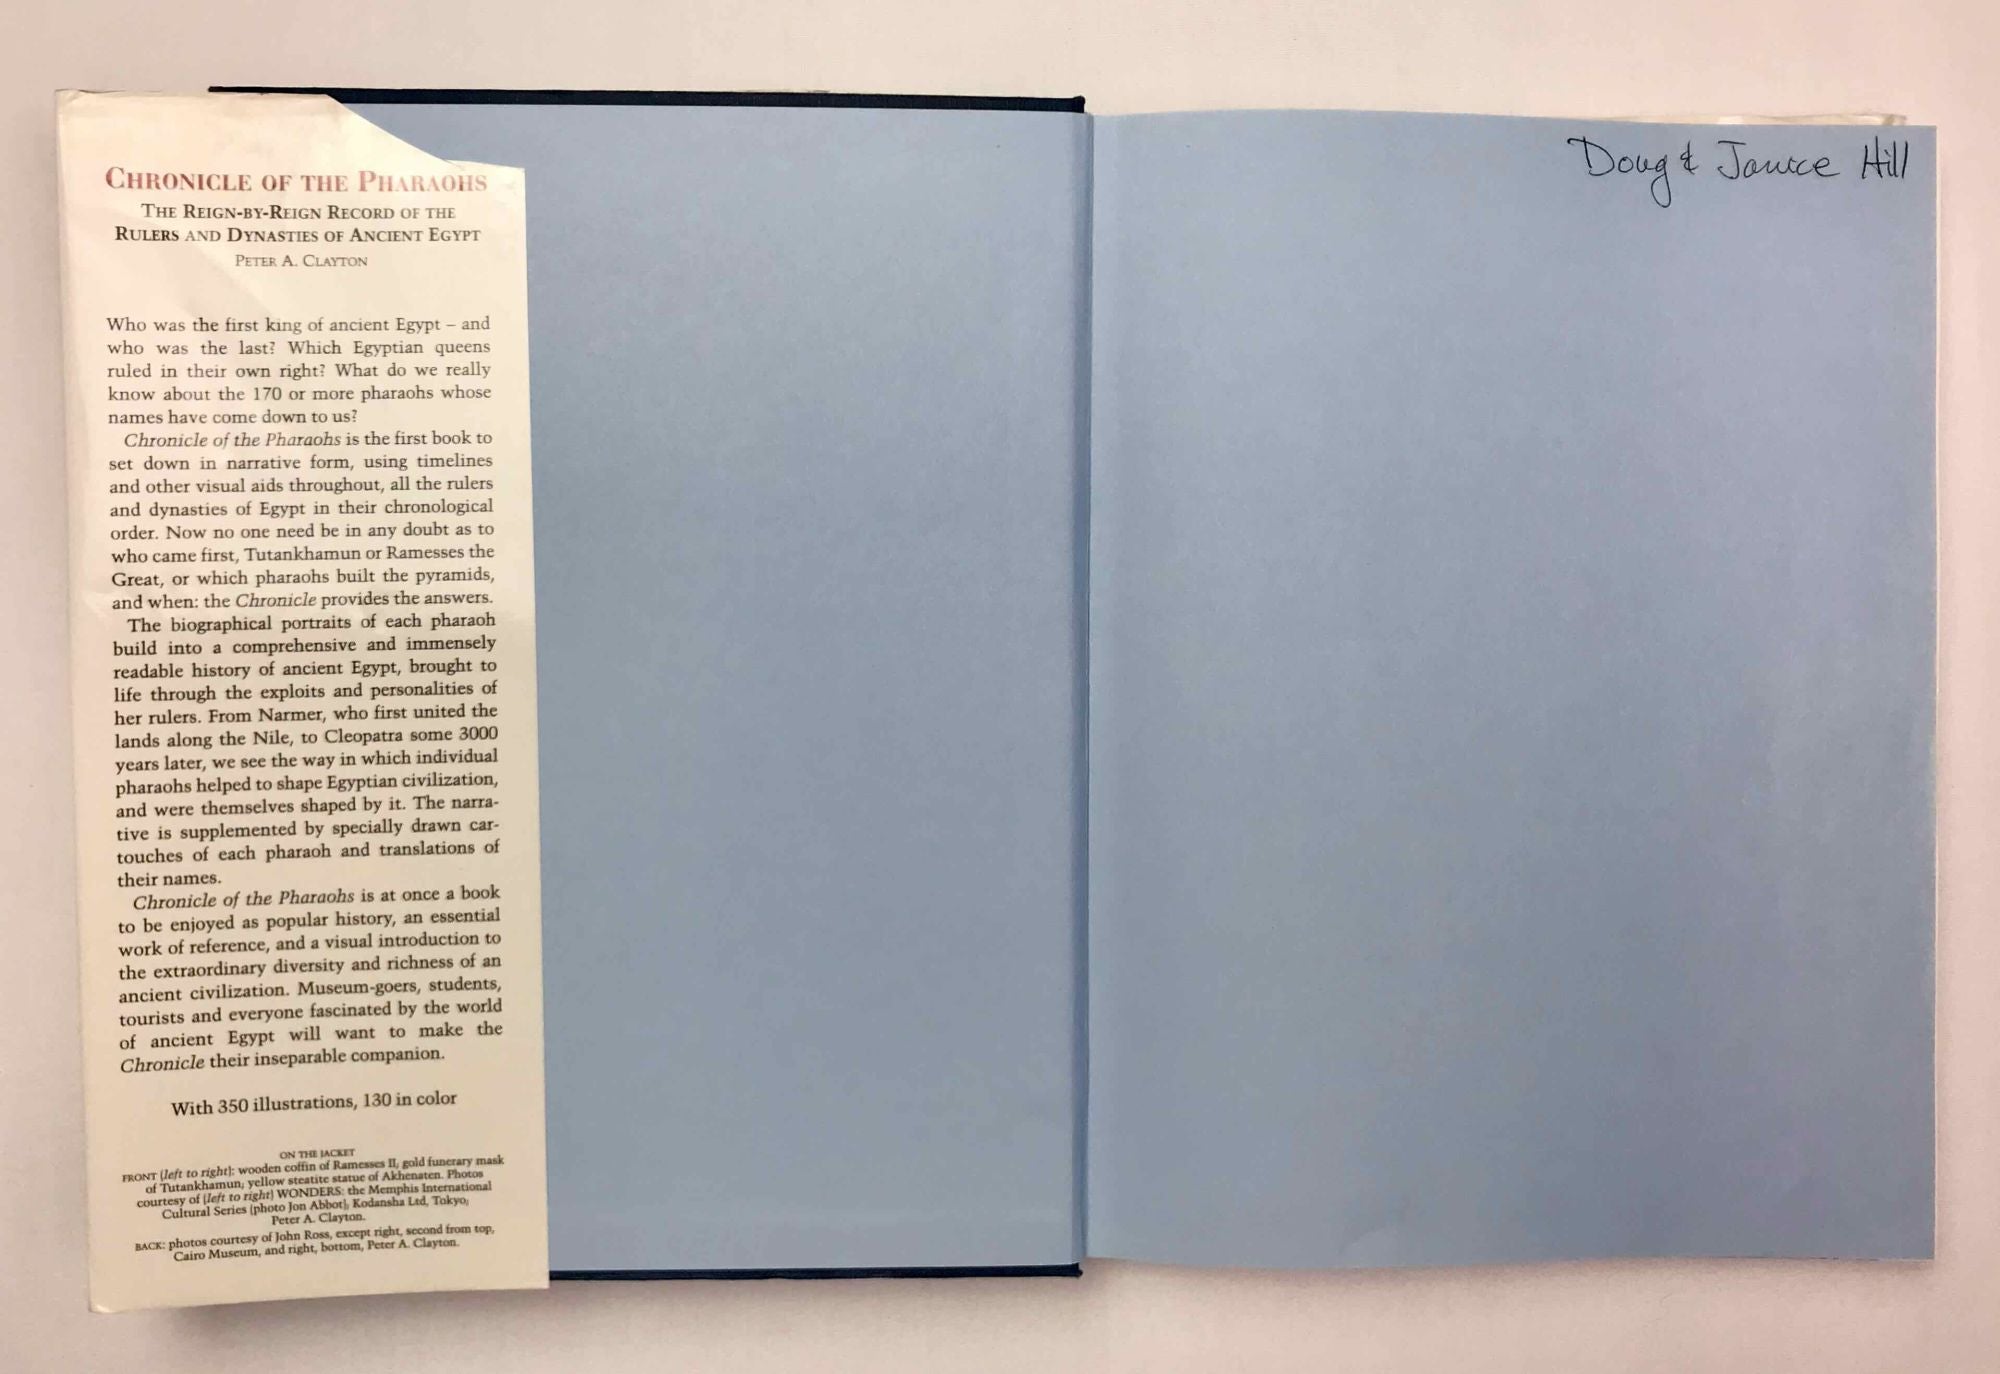 CHRONICLE OF THE PHARAOHS
THE REIGN-BY-REIGN RECORD OF THE
RULERS AND DYNASTIES OF ANCIENT EGYPT
PETER A. CLAYTON
Who was the first king of ancient Egypt – and
who was the last? Which Egyptian queens
ruled in their own right? What do we really
know about the 170 or more pharaohs whose
names have come down to us?
Chronicle of the Pharaohs is the first book to
set down in narrative form, using timelines
and other visual aids throughout, all the rulers
and dynasties of Egypt in their chronological
order. Now no one need be in any doubt as to
who came first, Tutankhamun or Ramesses the
Great, or which pharaohs built the pyramids,
and when: the Chronicle provides the answers.
The biographical portraits of each pharaoh
build into a comprehensive and immensely
readable history of ancient Egypt, brought to
life through the exploits and personalities of
her rulers. From Narmer, who first united the
lands along the Nile, to Cleopatra some 3000
years later, we see the way in which individual
pharaohs helped to shape Egyptian civilization,
and were themselves shaped by it. The narra-
tive is supplemented by specially drawn car-
touches of each pharaoh and translations of
their names.
Chronicle of the Pharaohs is at once a book
to be enjoyed as popular history, an essential
work of reference, and a visual introduction to
the extraordinary diversity and richness of an
ancient civilization. Museum-goers, students,
tourists and everyone fascinated by the world
of ancient Egypt will want to make the
Chronicle their inseparable companion.
With 350 illustrations, 130 in color
ON THE JACKET
FRONT (left to right): wooden coffin of Ramesses II; gold funerary mask
of Tutankhamun; yellow steatite statue of Akhenaten. Photos
courtesy of (left to right) WONDERS: the Memphis International
Cultural Series (photo Jon Abbot); Kodansha Ltd, Tokyo;
Peter A. Clayton.
BACK: photos courtesy of John Ross, except right, second from top,
Cairo Museum, and right, bottom, Peter A. Clayton.
Doug & Janice Hill